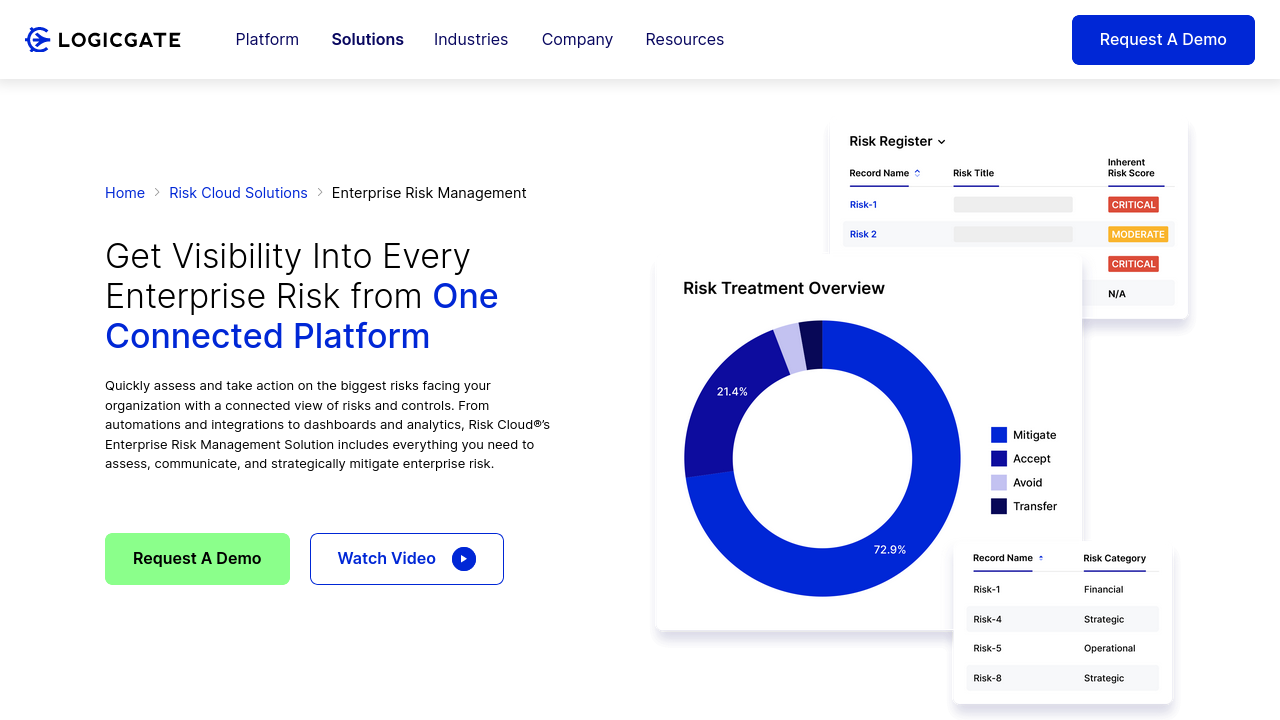 LOGICGATE
Platform
Solutions
Industries
Company
Resources
Request A Demo
Home
Risk Cloud Solutions
Enterprise Risk Management
Get Visibility Into Every
Enterprise Risk from One
Connected Platform
Quickly assess and take action on the biggest risks facing your
organization with a connected view of risks and controls. From
automations and integrations to dashboards and analytics, Risk Cloud®'s
Enterprise Risk Management Solution includes everything you need to
assess, communicate, and strategically mitigate enterprise risk.
Request A Demo
Watch Video
Risk Register
Record Name
Risk Title
Inherent
Risk Score
Risk-1
CRITICAL
Risk 2
MODERATE
CRITICAL
N/A
Risk Treatment Overview
21.4%
72.9%
Mitigate
Accept
Avoid
Transfer
Record Name
Risk Category
Risk-1
Financial
Risk-4
Strategic
Risk-5
Operational
Risk-8
Strategic